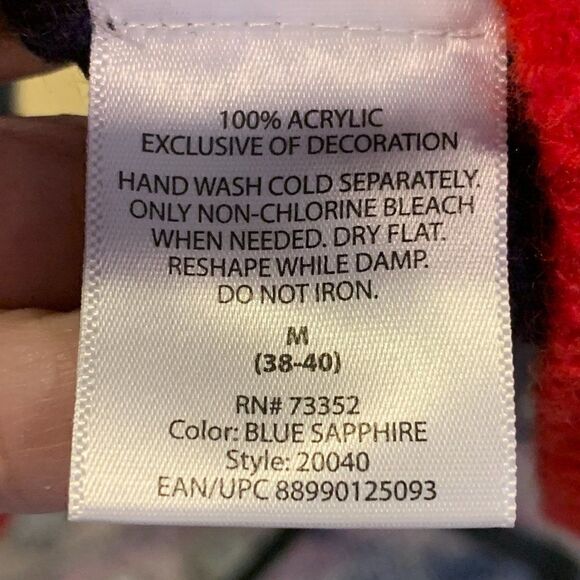 100% ACRYLIC
EXCLUSIVE OF DECORATION
HAND WASH COLD SEPARATELY.
ONLY NON-CHLORINE BLEACH
WHEN NEEDED. DRY FLAT.
RESHAPE WHILE DAMP.
DO NOT IRON.
M
(38-40)
RN# 73352
Color: BLUE SAPPHIRE
Style: 20040
EAN/UPC 88990125093